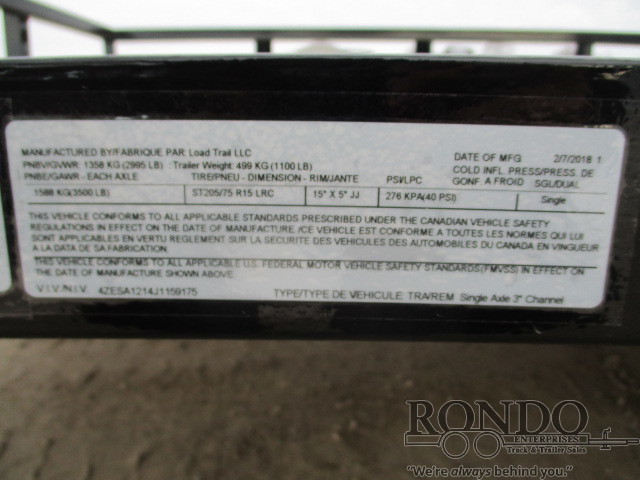 MANUFACTURED BY/FABRIQUE PAR: Load Trail LLC DATE OF MFG 2/7/2018 1
PNBV/GVWR: 1358 KG (2995 LB) : Trailer Weight: 499 KG (1100 LB) COLD INFL. PRESS/PRESS. DE
PNBE/GAWR - EACH AXLE TIRE/PNEU - DIMENSION - RIM/JANTE PSI/LPC GONF A FROID SGL/DUAL
1588 KG(3500 LB) ST205/75 R15 LRC 15" X 5" JJ 276 KPA(40 PSI) Single
THIS VEHICLE CONFORMS TO ALL APPLICABLE STANDARDS PRESCRIBED UNDER THE CANADIAN VEHICLE SAFETY
REGULATIONS IN EFFECT ON THE DATE OF MANUFACTURE /CE VEHICULE EST CONFORME A TOUTES LES NORMES QUI LUI
SONT APPLICABLES EN VERTU REGLEMENT SUR LA SECURITE DES VEHICULES DES AUTOMOBILES DU CANADA EN VINGUEUR
A LA DATA DE FABRICATION.
THIS VEHICLE CONFORMS TO ALL APPLICABLE U.S. FEDERAL MOTOR VEHICLE SAFETY STANDARDS(FMVSS) IN EFFECT ON
THE DATE OF MANUFACTURE SHOWN ABOVE.
V.I.V./N.I.V. 4ZESA1214J1159175 TYPE/TYPE DE VEHICULE: TRA/REM Single Axle 3" Channel
RONDO
ENTERPRISES
Truck & Trailer Sales
"We're always behind you."